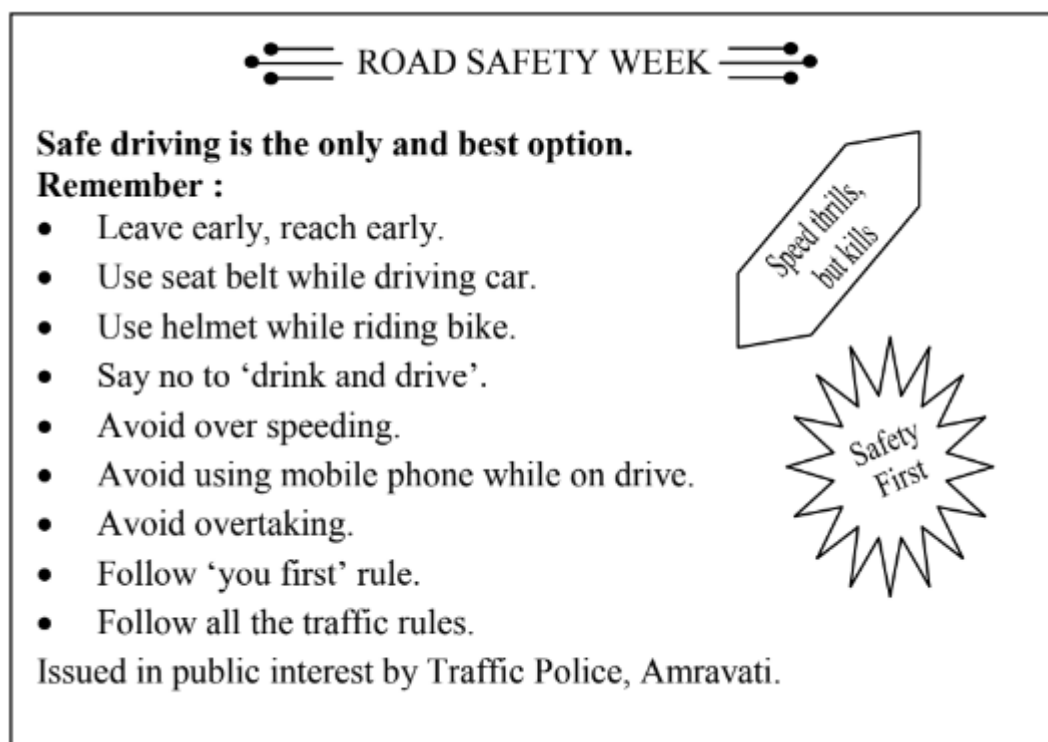 ROAD SAFETY WEEK
Safe driving is the only and best option.
Remember :
• Leave early, reach early.
• Use seat belt while driving car.
• Use helmet while riding bike.
• Say no to ‘drink and drive’.
• Avoid over speeding.
• Avoid using mobile phone while on drive.
• Avoid overtaking.
• Follow ‘you first’ rule.
• Follow all the traffic rules.
Issued in public interest by Traffic Police, Amravati.
Speed thrills,
but kills
Safety
First